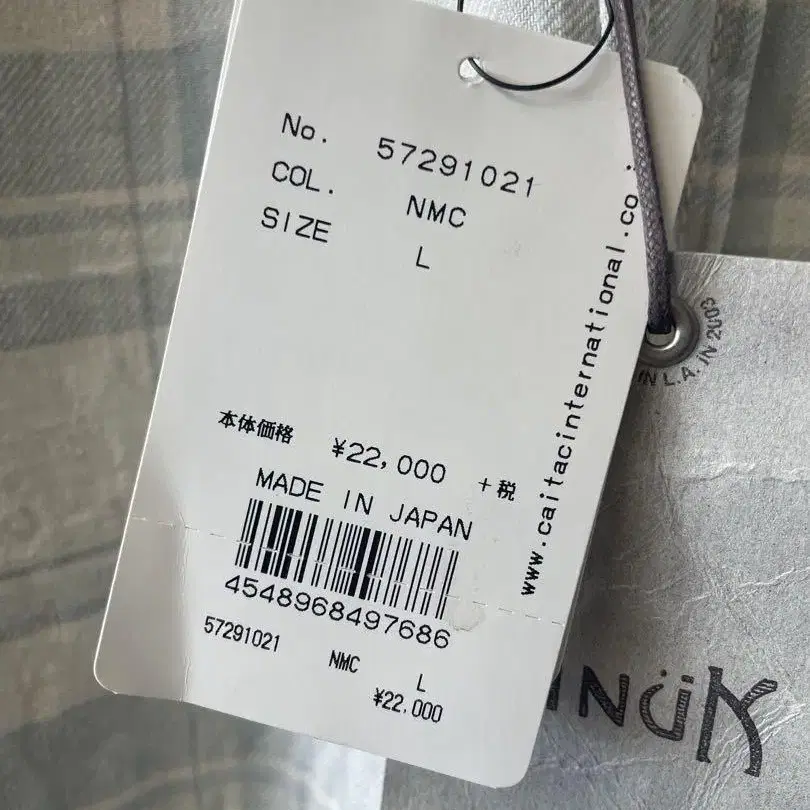 No. 57291021
COL. NMC
SIZE L
本体価格 ¥22,000 +税
MADE IN JAPAN
4548968497686
57291021 NMC L
¥22,000
www.caitacinternational.co.
IN L.A. IN 2003